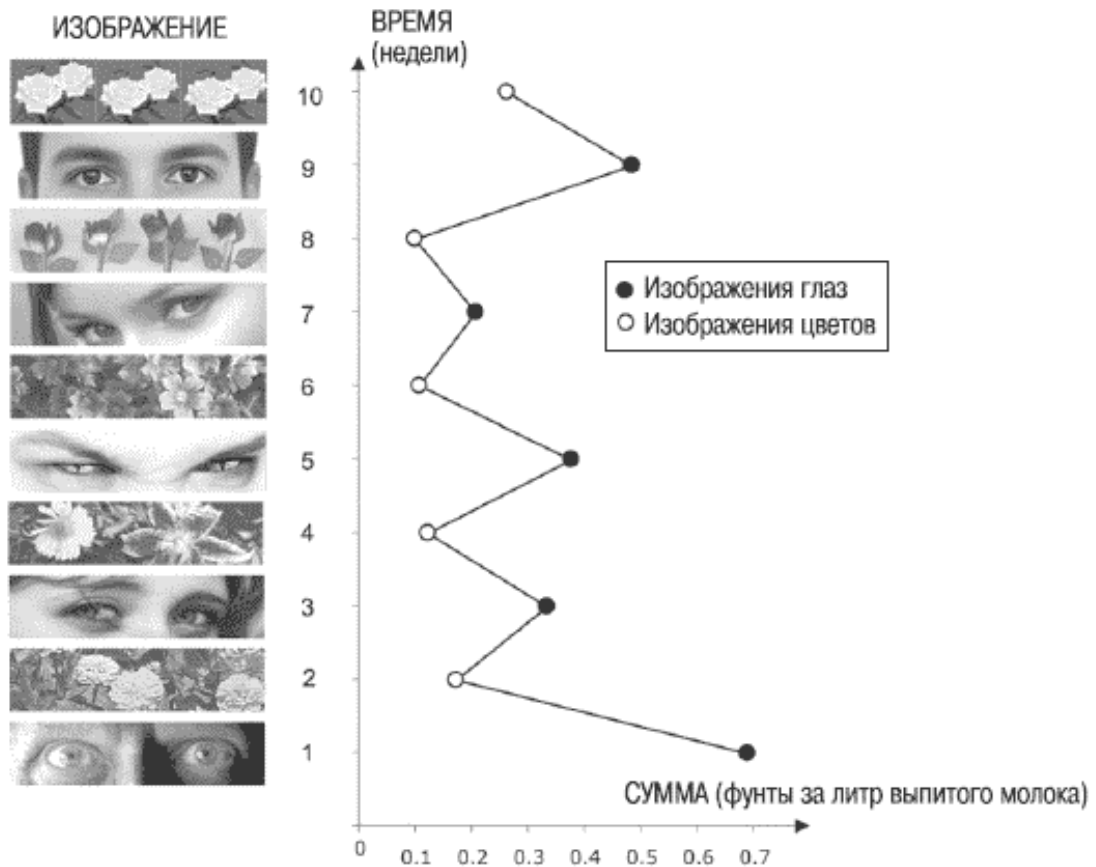 ИЗОБРАЖЕНИЕ
ВРЕМЯ
(недели)
10
9
8
7
6
5
4
3
2
1
Изображения глаз
Изображения цветов
СУММА (фунты за литр выпитого молока)
0 0.1 0.2 0.3 0.4 0.5 0.6 0.7